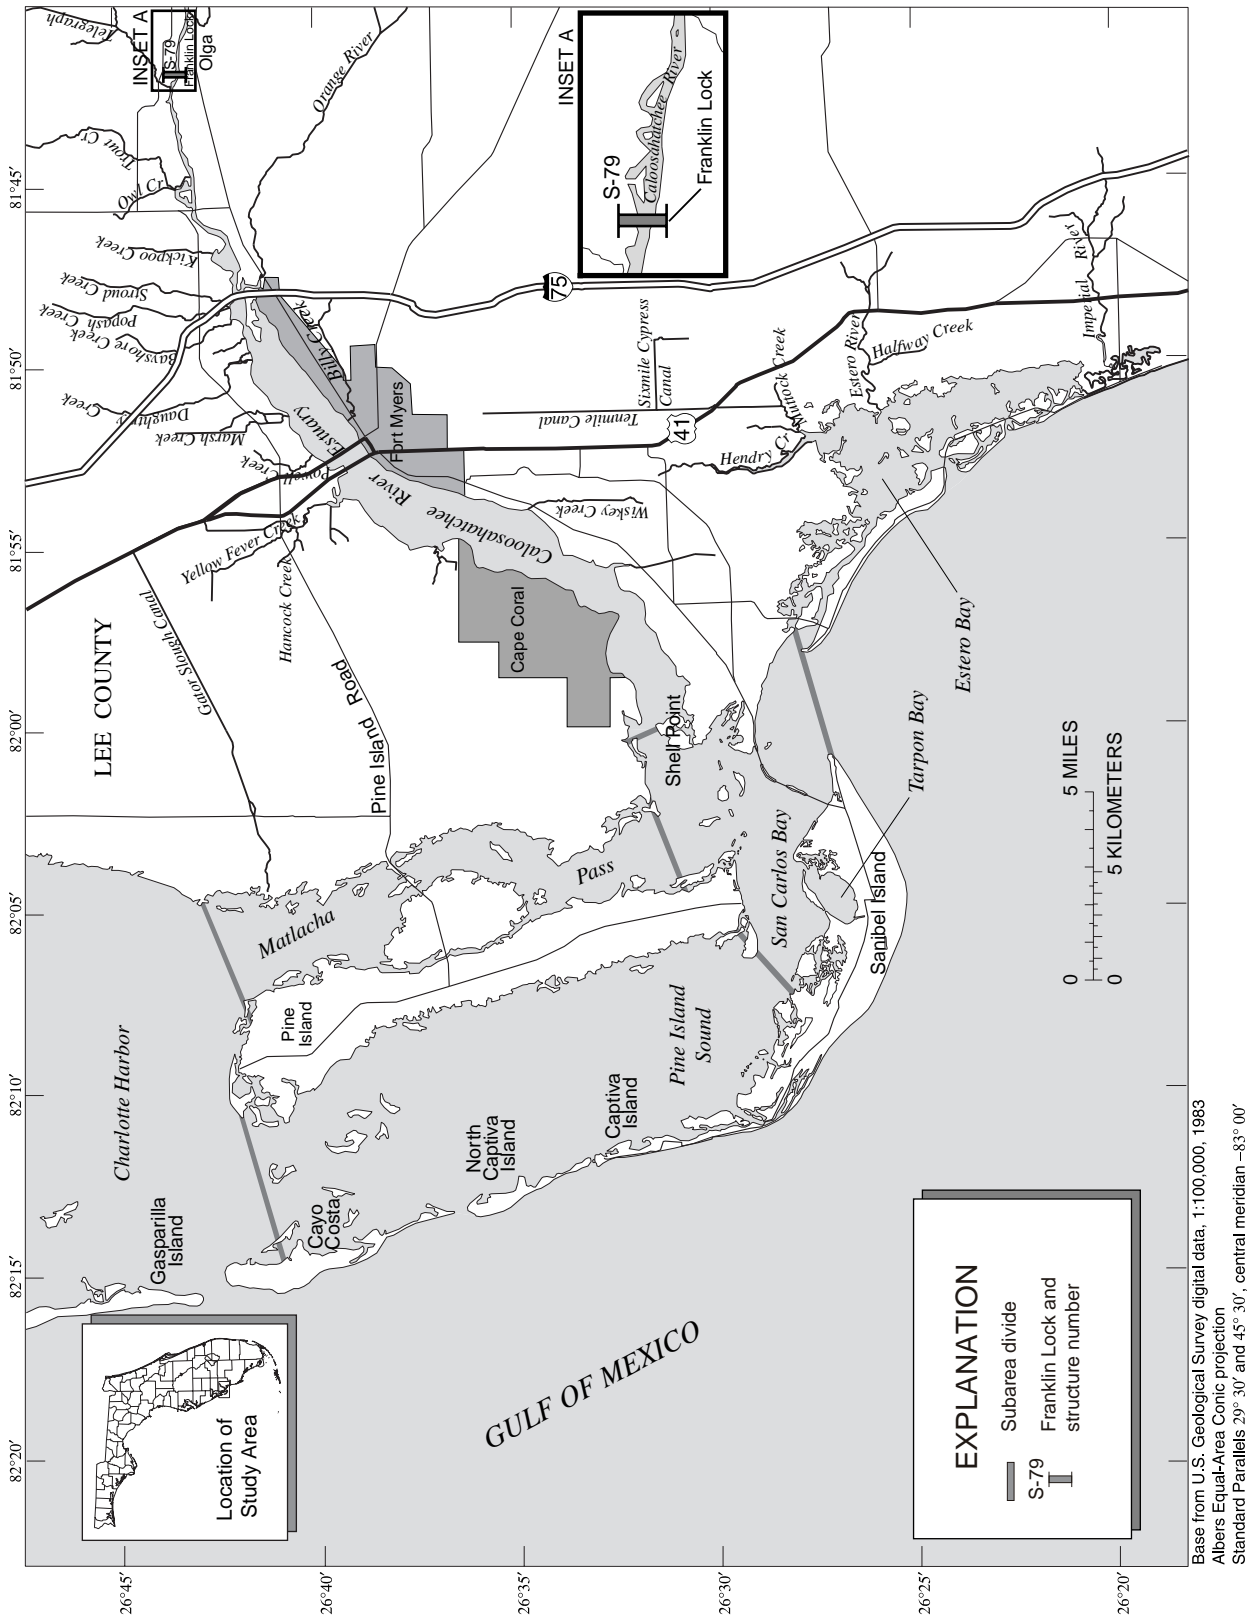 82°20′
82°15′
82°10′
82°05′
82°00′
81°55′
81°50′
81°45′
26°45′
26°40′
26°35′
26°30′
26°25′
26°20′
INSET A
Telegraph
S-79
Franklin Lock
Olga
Orange River
Trout Cr
Owl Cr
Kickpoo Creek
Stroud Creek
Popash Creek
Bayshore Creek
Daughtry
Creek
Marsh Creek
Powell Creek
Yellow Fever Creek
Hancock Creek
Gator Slough Canal
LEE COUNTY
Pine Island Road
Billy Creek
Fort Myers
Caloosahatchee
River
Estuary
Cape Coral
Wiskey Creek
Tenmile Canal
Sixmile Cypress
Canal
75
41
Hendry Cr
Mullock Creek
Estero River
Halfway Creek
Imperial River
INSET A
S-79
Caloosahatchee River
Franklin Lock
Shell Point
Matlacha
Pass
Pine
Island
Charlotte Harbor
Gasparilla
Island
Cayo
Costa
North
Captiva
Island
Captiva
Island
Pine Island
Sound
San Carlos Bay
Sanibel Island
Tarpon Bay
Estero Bay
GULF OF MEXICO
Location of
Study Area
0 5 MILES
0 5 KILOMETERS
EXPLANATION
Subarea divide
S-79
Franklin Lock and
structure number
Base from U.S. Geological Survey digital data, 1:100,000, 1983
Albers Equal-Area Conic projection
Standard Parallels 29° 30′ and 45° 30′, central meridian –83° 00′